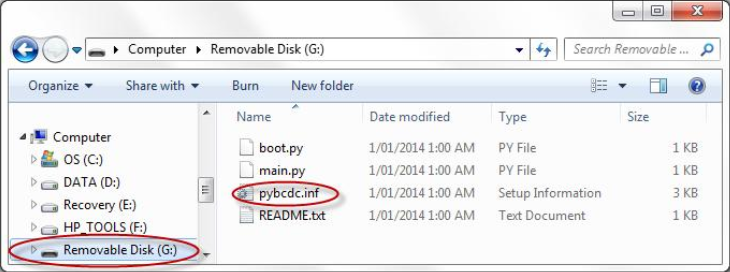 Computer Removable Disk (G:) Search Removable ...
Organize Share with Burn New folder
Name Date modified Type Size
Computer
OS (C:)
DATA (D:)
Recovery (E:)
HP_TOOLS (F:)
Removable Disk (G:)
boot.py 1/01/2014 1:00 AM PY File 1 KB
main.py 1/01/2014 1:00 AM PY File 1 KB
pybcdc.inf 1/01/2014 1:00 AM Setup Information 3 KB
README.txt 1/01/2014 1:00 AM Text Document 1 KB